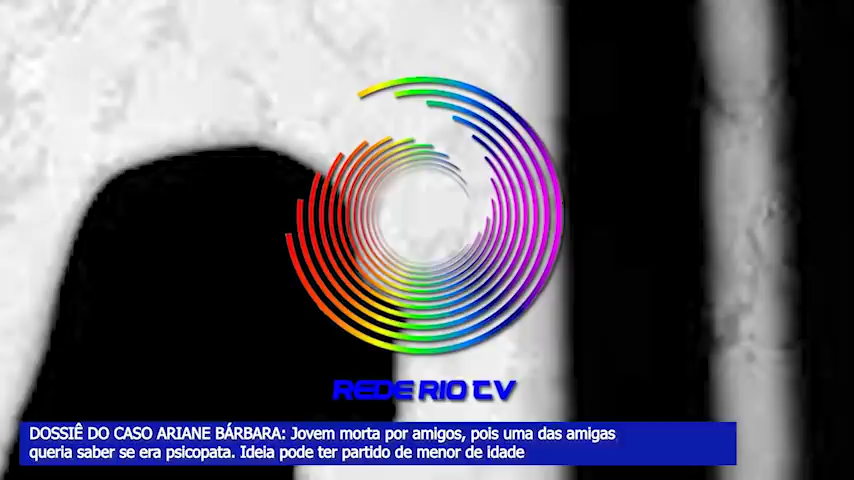 REDE RIO TV
DOSSIÊ DO CASO ARIANE BÁRBARA: Jovem morta por amigos, pois uma das amigas
queria saber se era psicopata. Ideia pode ter partido de menor de idade